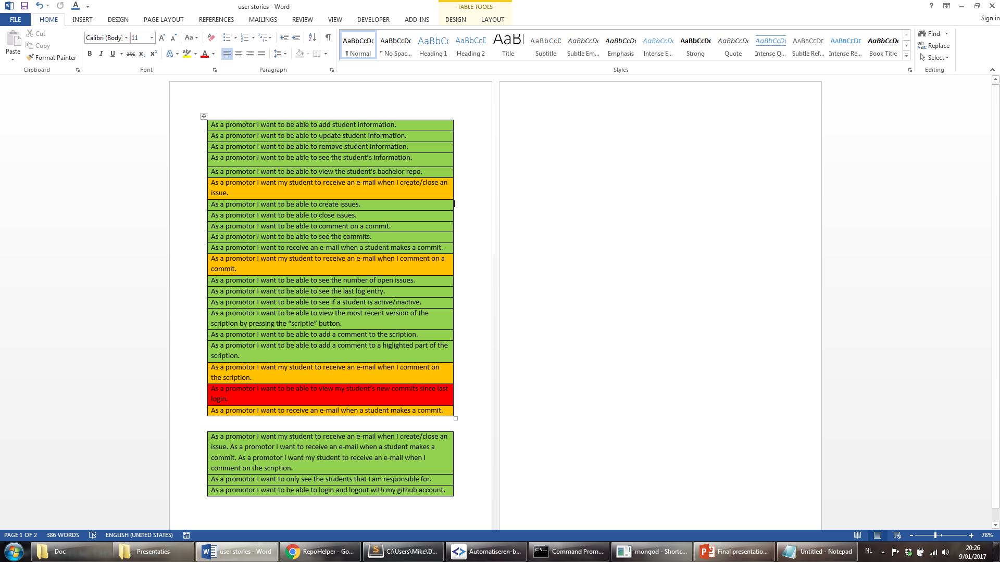 user stories - Word
TABLE TOOLS
Sign in
FILE
HOME
INSERT
DESIGN
PAGE LAYOUT
REFERENCES
MAILINGS
REVIEW
VIEW
DEVELOPER
ADD-INS
DESIGN
LAYOUT
Paste
Cut
Copy
Format Painter
Clipboard
Calibri (Body)
11
Font
Paragraph
AaBbCcDc
¶ Normal
AaBbCcDc
¶ No Spac...
AaBbCc
Heading 1
AaBbCcD
Heading 2
AaBl
Title
AaBbCcD
Subtitle
AaBbCcDc
Subtle Em...
AaBbCcDc
Emphasis
AaBbCcDc
Intense E...
AaBbCcDc
Strong
AaBbCcDc
Quote
AaBbCcDc
Intense Q...
AaBbCcDc
Subtle Ref...
AaBbCcDc
Intense Re...
AaBbCcDc
Book Title
Styles
Find
Replace
Select
Editing
As a promotor I want to be able to add student information.
As a promotor I want to be able to update student information.
As a promotor I want to be able to remove student information.
As a promotor I want to be able to see the student’s information.
As a promotor I want to be able to view the student’s bachelor repo.
As a promotor I want my student to receive an e-mail when I create/close an
issue.
As a promotor I want to be able to create issues.
As a promotor I want to be able to close issues.
As a promotor I want to be able to comment on a commit.
As a promotor I want to be able to see the commits.
As a promotor I want to receive an e-mail when a student makes a commit.
As a promotor I want my student to receive an e-mail when I comment on a
commit.
As a promotor I want to be able to see the number of open issues.
As a promotor I want to be able to see the last log entry.
As a promotor I want to be able to see if a student is active/inactive.
As a promotor I want to be able to view the most recent version of the
scription by pressing the “scriptie” button.
As a promotor I want to be able to add a comment to the scription.
As a promotor I want to be able to add a comment to a higlighted part of the
scription.
As a promotor I want my student to receive an e-mail when I comment on
the scription.
As a promotor I want to be able to view my student’s new commits since last
login.
As a promotor I want to receive an e-mail when a student makes a commit.
As a promotor I want my student to receive an e-mail when I create/close an
issue. As a promotor I want to receive an e-mail when a student makes a
commit. As a promotor I want my student to receive an e-mail when I
comment on the scription.
As a promotor I want to only see the students that I am responsible for.
As a promotor I want to be able to login and logout with my github account.
PAGE 1 OF 2
386 WORDS
ENGLISH (UNITED STATES)
78%
Doc
Presentaties
user stories - Word
RepoHelper - Go...
C:\Users\Mike\D...
Automatiseren-b...
Command Prom...
mongod - Shortc...
Final presentatio...
Untitled - Notepad
NL
20:26
9/01/2017